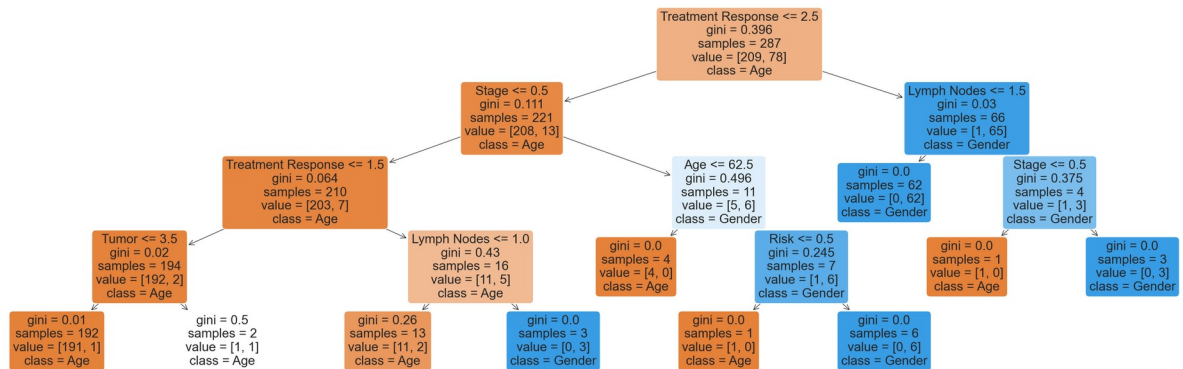 Treatment Response <= 2.5
gini = 0.396
samples = 287
value = [209, 78]
class = Age
Stage <= 0.5
gini = 0.111
samples = 221
value = [208, 13]
class = Age
Lymph Nodes <= 1.5
gini = 0.03
samples = 66
value = [1, 65]
class = Gender
Treatment Response <= 1.5
gini = 0.064
samples = 210
value = [203, 7]
class = Age
Age <= 62.5
gini = 0.496
samples = 11
value = [5, 6]
class = Gender
gini = 0.0
samples = 62
value = [0, 62]
class = Gender
Stage <= 0.5
gini = 0.375
samples = 4
value = [1, 3]
class = Gender
Tumor <= 3.5
gini = 0.02
samples = 194
value = [192, 2]
class = Age
Lymph Nodes <= 1.0
gini = 0.43
samples = 16
value = [11, 5]
class = Age
gini = 0.0
samples = 4
value = [4, 0]
class = Age
Risk <= 0.5
gini = 0.245
samples = 7
value = [1, 6]
class = Gender
gini = 0.0
samples = 1
value = [1, 0]
class = Age
gini = 0.0
samples = 3
value = [0, 3]
class = Gender
gini = 0.01
samples = 192
value = [191, 1]
class = Age
gini = 0.5
samples = 2
value = [1, 1]
class = Age
gini = 0.26
samples = 13
value = [11, 2]
class = Age
gini = 0.0
samples = 3
value = [0, 3]
class = Gender
gini = 0.0
samples = 1
value = [1, 0]
class = Age
gini = 0.0
samples = 6
value = [0, 6]
class = Gender